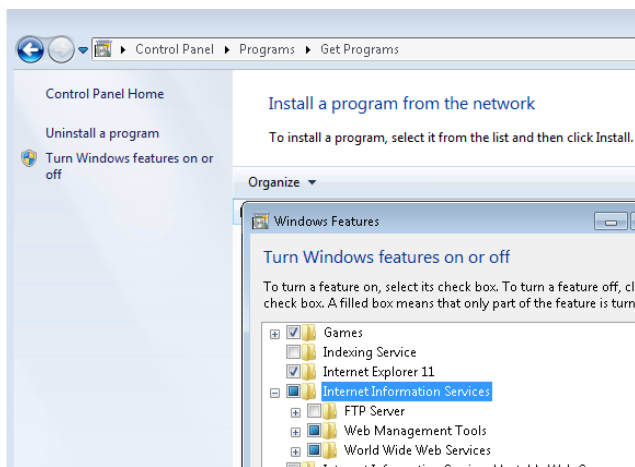 Control Panel ▸ Programs ▸ Get Programs
Control Panel Home
Install a program from the network
Uninstall a program
To install a program, select it from the list and then click Install.
Turn Windows features on or
off
Organize
Windows Features
Turn Windows features on or off
To turn a feature on, select its check box. To turn a feature off, cl
check box. A filled box means that only part of the feature is turn
Games
Indexing Service
Internet Explorer 11
Internet Information Services
FTP Server
Web Management Tools
World Wide Web Services